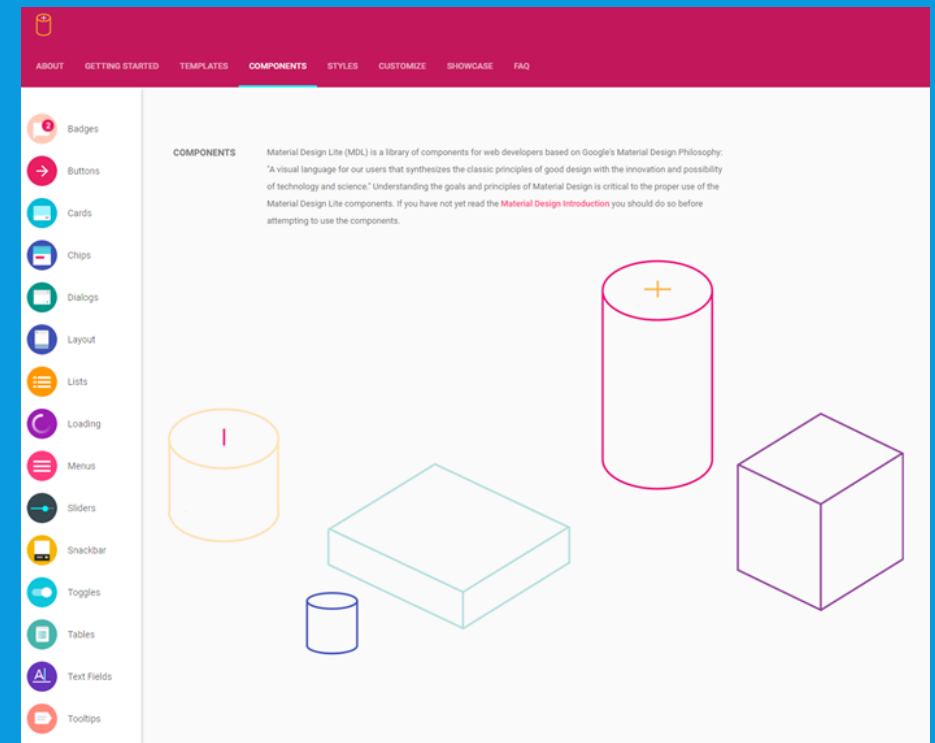 ABOUT GETTING STARTED TEMPLATES COMPONENTS STYLES CUSTOMIZE SHOWCASE FAQ
2
Badges
Buttons
Cards
Chips
Dialogs
Layout
Lists
Loading
Menus
Sliders
Snackbar
Toggles
Tables
A
Text Fields
Tooltips
COMPONENTS
Material Design Lite (MDL) is a library of components for web developers based on Google's Material Design Philosophy:
"A visual language for our users that synthesizes the classic principles of good design with the innovation and possibility
of technology and science." Understanding the goals and principles of Material Design is critical to the proper use of the
Material Design Lite components. If you have not yet read the Material Design Introduction you should do so before
attempting to use the components.